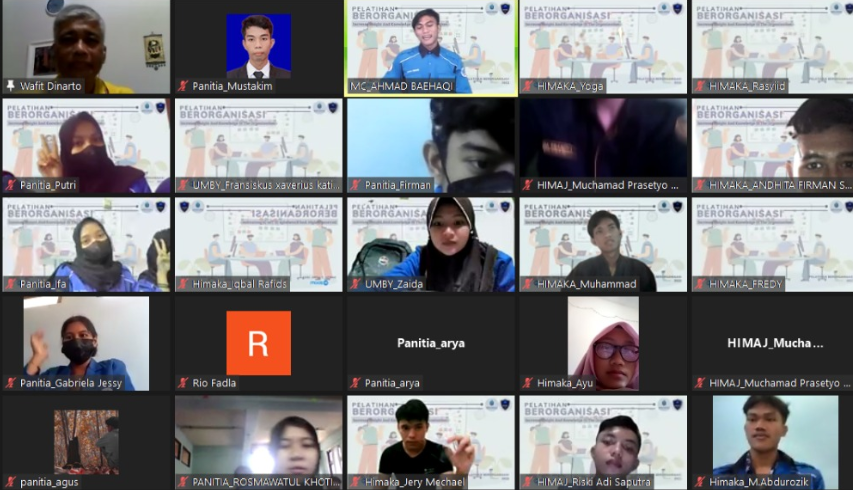 Wafit Dinarto
Panitia_Mustakim
PELATIHAN
BERORGANISASI
MC_AHMAD BAEHAQI
PELATIHAN
BERORGANISASI
HIMAKA_Yoga
PELATIHAN
BERORGANISASI
HIMAKA_Rasyiid
PELATIHAN
BERORGANISASI
Panitia_Putri
PELATIHAN
BERORGANISASI
UMBY_Fransiskus xaverius kati...
Panitia_Firman
HIMAJ_Muchamad Prasetyo ...
PELATIHAN
BERORGANISASI
HIMAKA_ANDHITA FIRMAN S...
PELATIHAN
Panitia_Ifa
PELATIHAN
BERORGANISASI
Himaka_Iqbal Rafids
PELATIHAN
UMBY_Zaida
PELATIHAN
BERORGANISASI
HIMAKA_Muhammad
PELATIHAN
BERORGANISASI
HIMAKA_FREDY
Panitia_Gabriela Jessy
R
Rio Fadla
Panitia_arya
Panitia_arya
Himaka_Ayu
HIMAJ_Mucha ...
HIMAJ_Muchamad Prasetyo ...
panitia_agus
PANITIA_ROSMAWATUL KHOTI...
PELATIHAN
BERORGANISASI
Himaka_Jery Mechael
PELATIHAN
BERORGANISASI
HIMAJ_Riski Adi Saputra
Himaka_M.Abdurozik